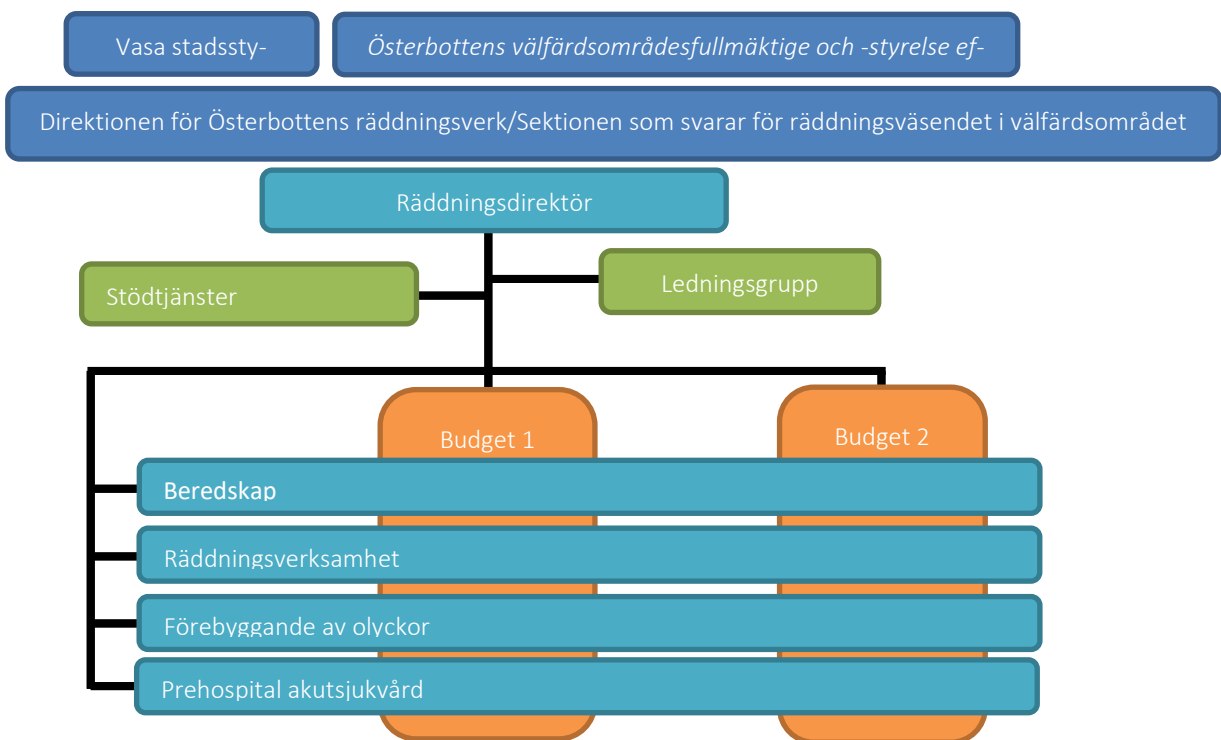 Vasa stadssty-
Österbottens välfärdsområdesfullmäktige och -styrelse ef-
Direktionen för Österbottens räddningsverk/Sektionen som svarar för räddningsväsendet i välfärdsområdet
Räddningsdirektör
Stödtjänster
Ledningsgrupp
Budget 1
Budget 2
Beredskap
Räddningsverksamhet
Förebyggande av olyckor
Prehospital akutsjukvård